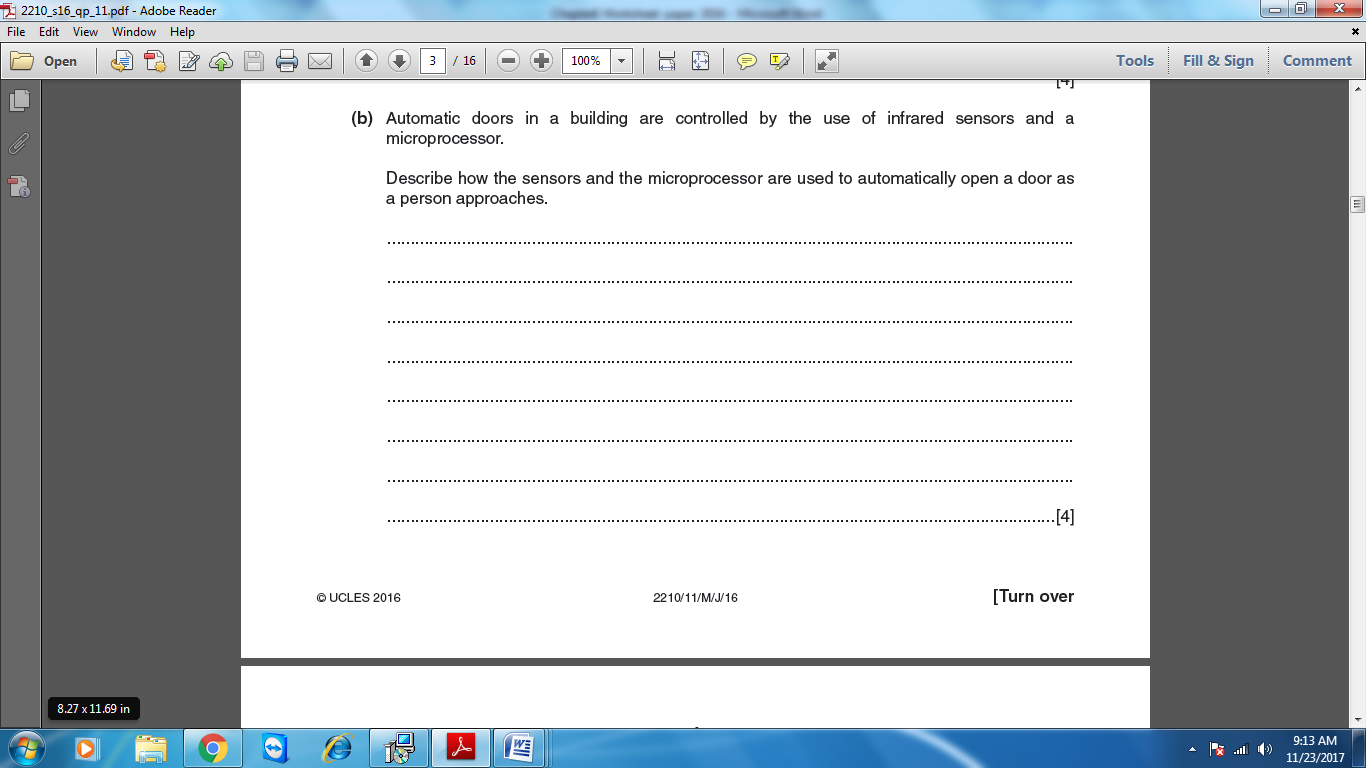 2210_s16_qp_11.pdf - Adobe Reader
File Edit View Window Help
Open 3 / 16 100% Tools Fill & Sign Comment
[4]
(b) Automatic doors in a building are controlled by the use of infrared sensors and a
microprocessor.
Describe how the sensors and the microprocessor are used to automatically open a door as
a person approaches.
[4]
© UCLES 2016 2210/11/M/J/16 [Turn over
8.27 x 11.69 in
9:13 AM
11/23/2017